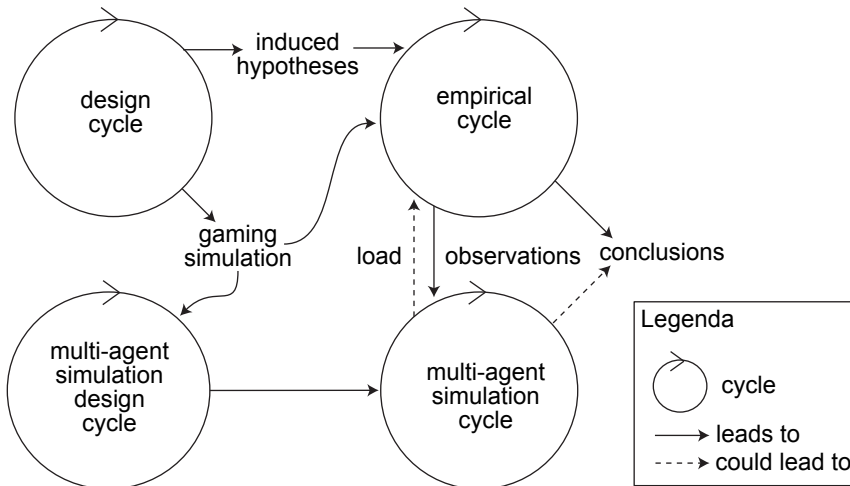 design
cycle
induced
hypotheses
empirical
cycle
gaming
simulation
load
observations
conclusions
multi-agent
simulation
design
cycle
multi-agent
simulation
cycle
Legenda
cycle
leads to
could lead to